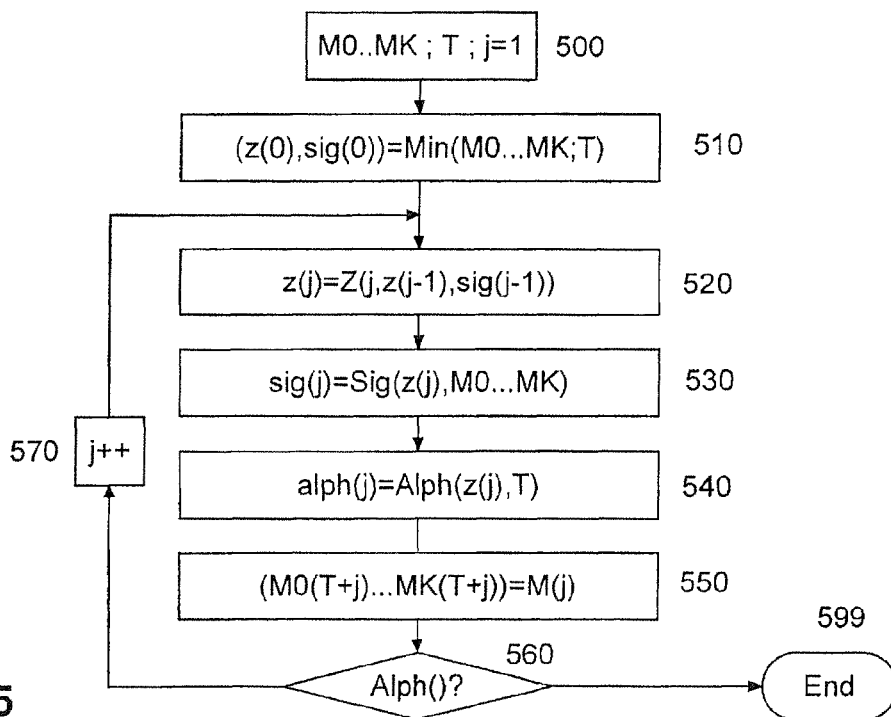 M0..MK ; T ; j=1 500
(z(0),sig(0))=Min(M0...MK;T) 510
z(j)=Z(j,z(j-1),sig(j-1)) 520
sig(j)=Sig(z(j),M0...MK) 530
570 j++
alph(j)=Alph(z(j),T) 540
(M0(T+j)...MK(T+j))=M(j) 550
599
560
Alph()? End
5